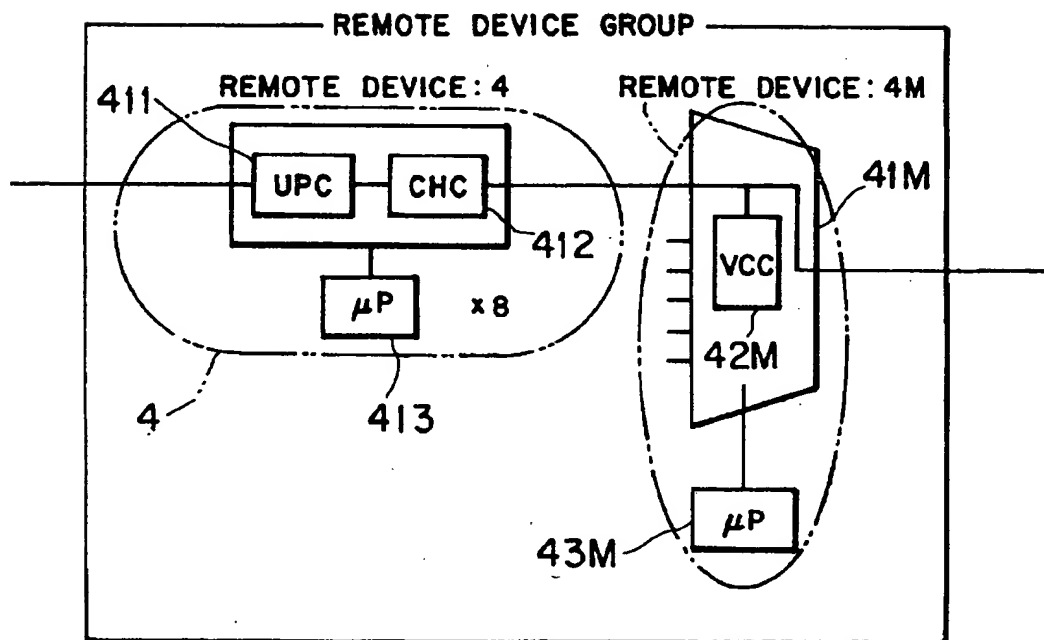 REMOTE DEVICE GROUP
REMOTE DEVICE: 4
REMOTE DEVICE: 4M
411
UPC
CHC
412
41M
VCC
μP
x8
42M
4
413
μP
43M